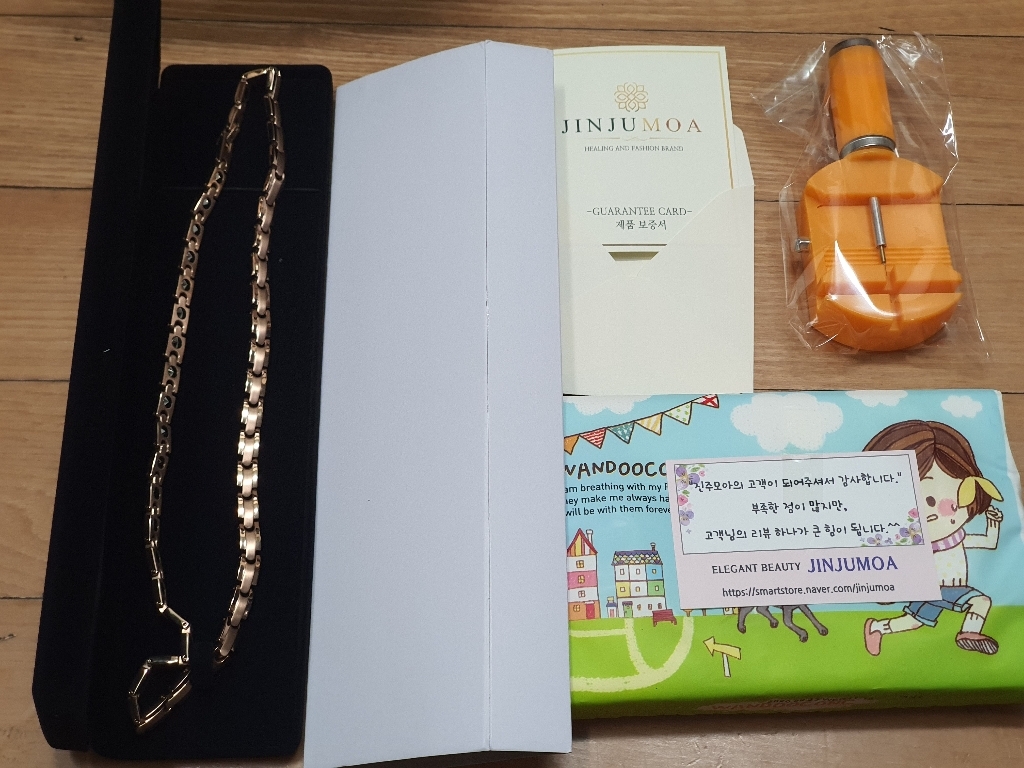 JINJUMOA
HEALING AND FASHION BRAND
-GUARANTEE CARD-
제품 보증서
WANDOOCO
am breathing with my
hey make me always ha
will be with them foreve
"진주모아의 고객이 되어주셔서 감사합니다."
부족한 점이 많지만,
고객님의 리뷰 하나가 큰 힘이 됩니다.^^
ELEGANT BEAUTY JINJUMOA
https://smartstore.naver.com/jinjumoa